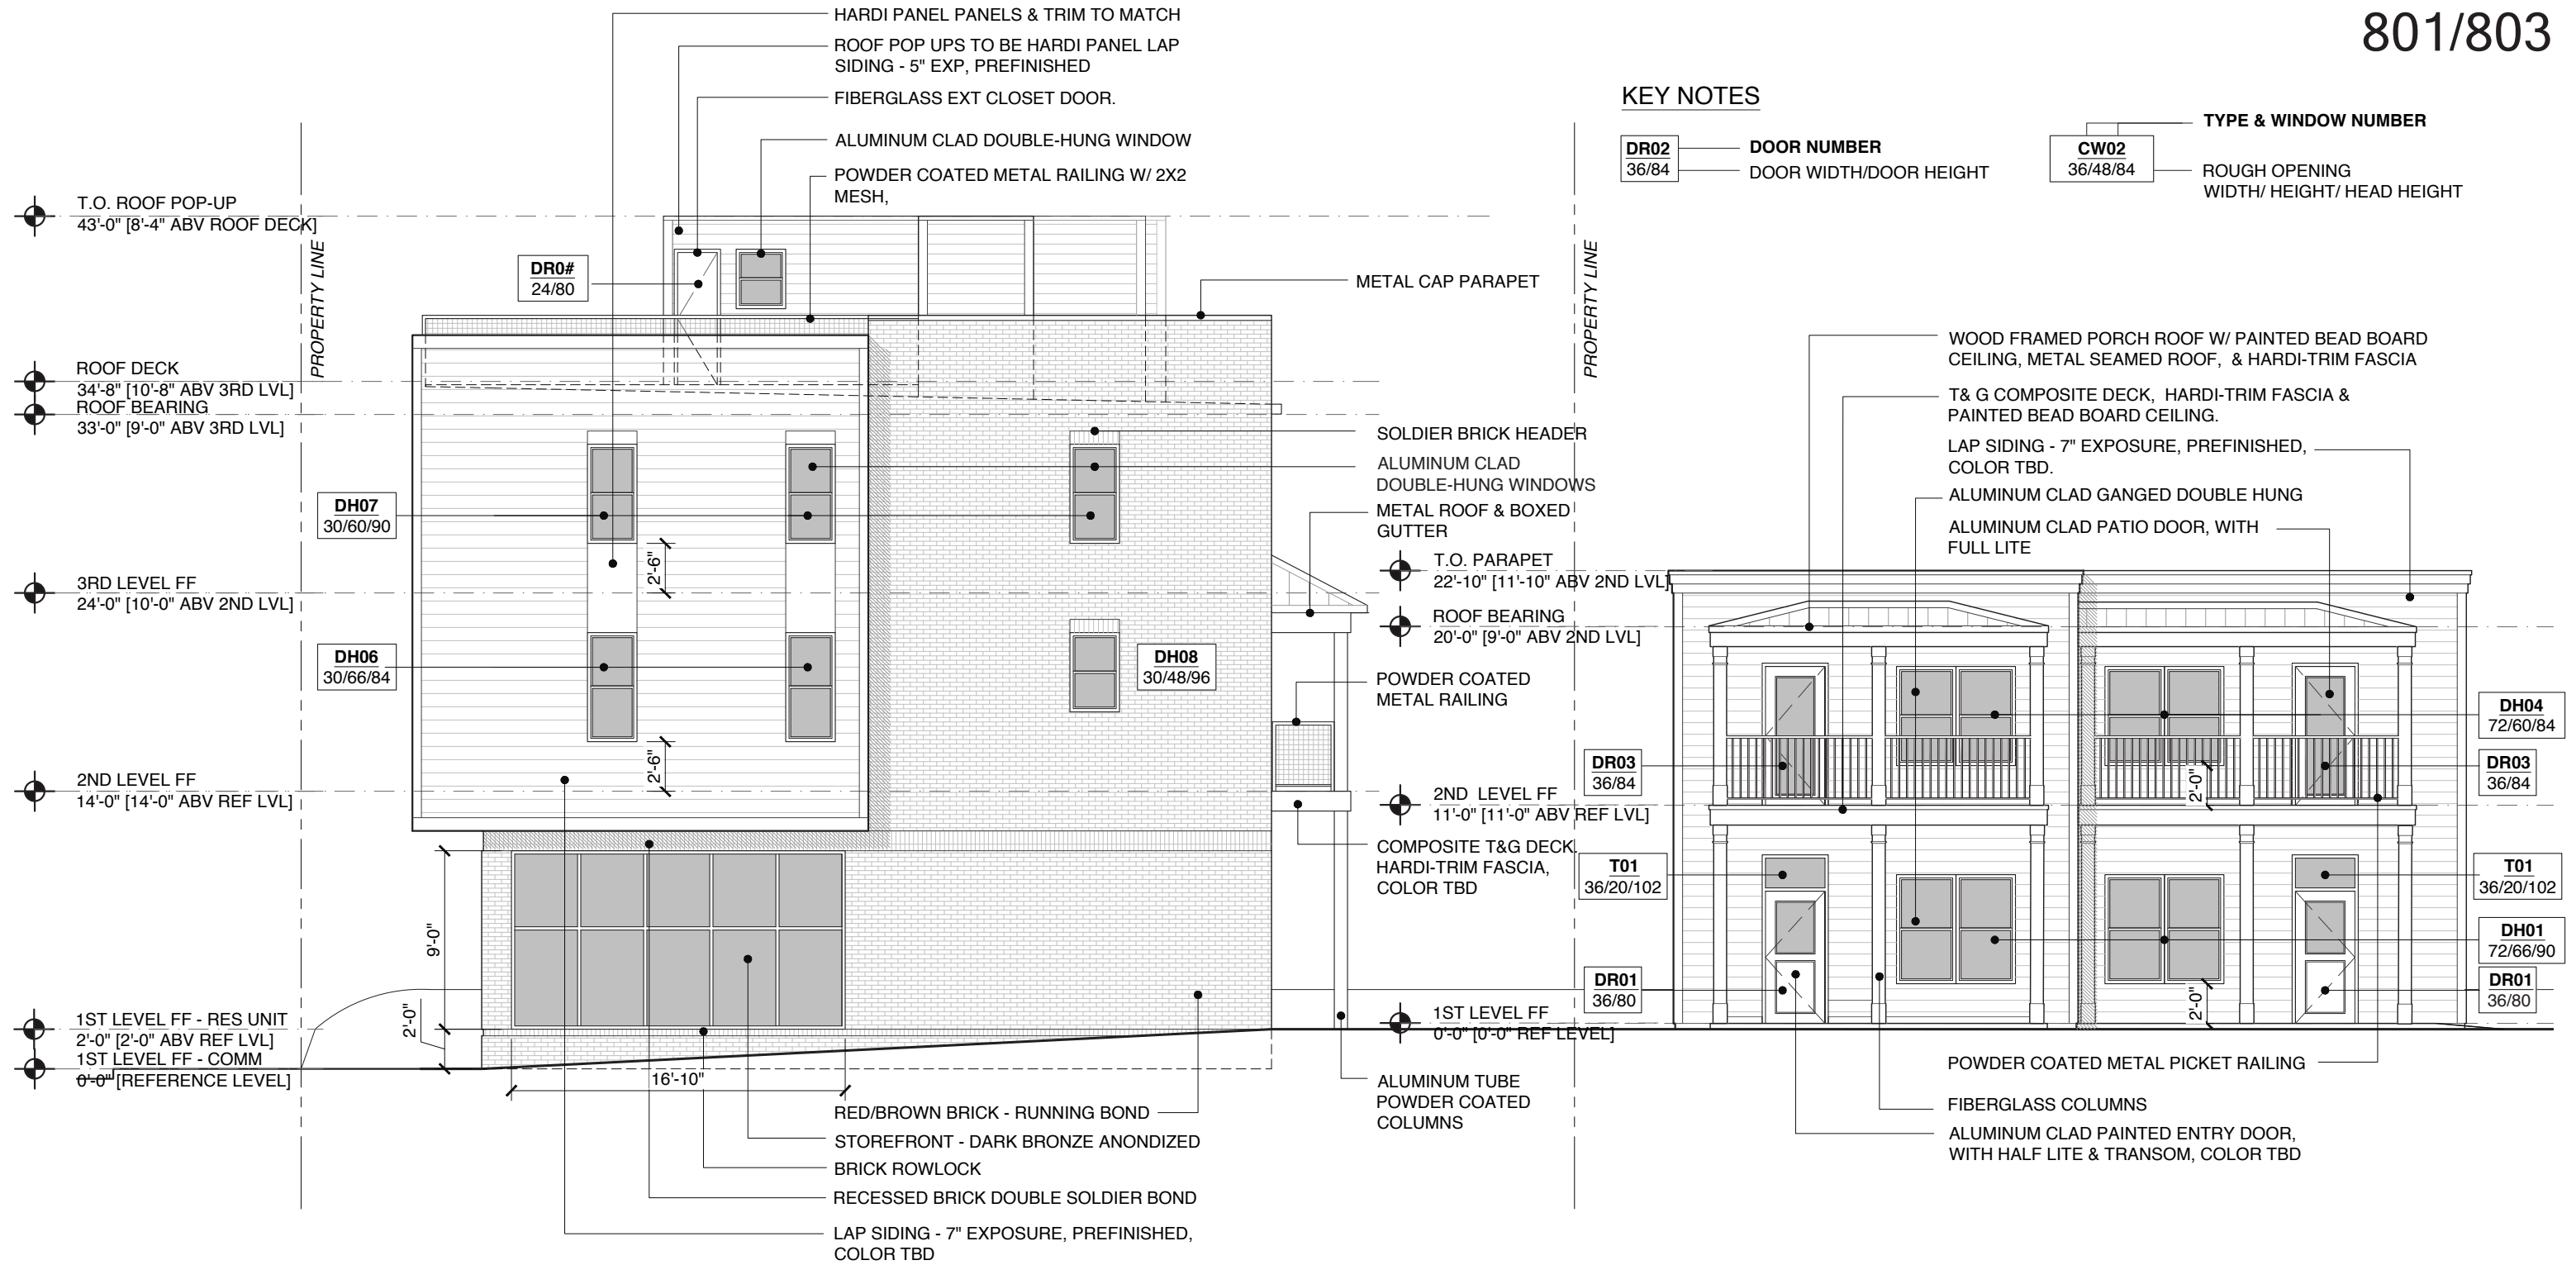 801/803
HARDI PANEL PANELS & TRIM TO MATCH
ROOF POP UPS TO BE HARDI PANEL LAP
SIDING - 5" EXP, PREFINISHED
FIBERGLASS EXT CLOSET DOOR.
ALUMINUM CLAD DOUBLE-HUNG WINDOW
POWDER COATED METAL RAILING W/ 2X2
MESH,
KEY NOTES
DR02
36/84
DOOR NUMBER
DOOR WIDTH/DOOR HEIGHT
CW02
36/48/84
TYPE & WINDOW NUMBER
ROUGH OPENING
WIDTH/ HEIGHT/ HEAD HEIGHT
T.O. ROOF POP-UP
43'-0" [8'-4" ABV ROOF DECK]
PROPERTY LINE
DR0#
24/80
METAL CAP PARAPET
PROPERTY LINE
ROOF DECK
34'-8" [10'-8" ABV 3RD LVL]
ROOF BEARING
33'-0" [9'-0" ABV 3RD LVL]
SOLDIER BRICK HEADER
ALUMINUM CLAD
DOUBLE-HUNG WINDOWS
METAL ROOF & BOXED
GUTTER
DH07
30/60/90
2'-6"
3RD LEVEL FF
24'-0" [10'-0" ABV 2ND LVL]
DH06
30/66/84
DH08
30/48/96
2'-6"
POWDER COATED
METAL RAILING
2ND LEVEL FF
14'-0" [14'-0" ABV REF LVL]
COMPOSITE T&G DECK.
HARDI-TRIM FASCIA,
COLOR TBD
9'-0"
2'-0"
1ST LEVEL FF - RES UNIT
2'-0" [2'-0" ABV REF LVL]
1ST LEVEL FF - COMM
0'-0" [REFERENCE LEVEL]
16'-10"
RED/BROWN BRICK - RUNNING BOND
STOREFRONT - DARK BRONZE ANONDIZED
BRICK ROWLOCK
RECESSED BRICK DOUBLE SOLDIER BOND
LAP SIDING - 7" EXPOSURE, PREFINISHED,
COLOR TBD
ALUMINUM TUBE
POWDER COATED
COLUMNS
WOOD FRAMED PORCH ROOF W/ PAINTED BEAD BOARD
CEILING, METAL SEAMED ROOF, & HARDI-TRIM FASCIA
T& G COMPOSITE DECK, HARDI-TRIM FASCIA &
PAINTED BEAD BOARD CEILING.
LAP SIDING - 7" EXPOSURE, PREFINISHED,
COLOR TBD.
ALUMINUM CLAD GANGED DOUBLE HUNG
ALUMINUM CLAD PATIO DOOR, WITH
FULL LITE
T.O. PARAPET
22'-10" [11'-10" ABV 2ND LVL]
ROOF BEARING
20'-0" [9'-0" ABV 2ND LVL]
DH04
72/60/84
DR03
36/84
DR03
36/84
2'-0"
2ND LEVEL FF
11'-0" [11'-0" ABV REF LVL]
T01
36/20/102
T01
36/20/102
DH01
72/66/90
DR01
36/80
DR01
36/80
2'-0"
1ST LEVEL FF
0'-0" [0'-0" REF LEVEL]
POWDER COATED METAL PICKET RAILING
FIBERGLASS COLUMNS
ALUMINUM CLAD PAINTED ENTRY DOOR,
WITH HALF LITE & TRANSOM, COLOR TBD